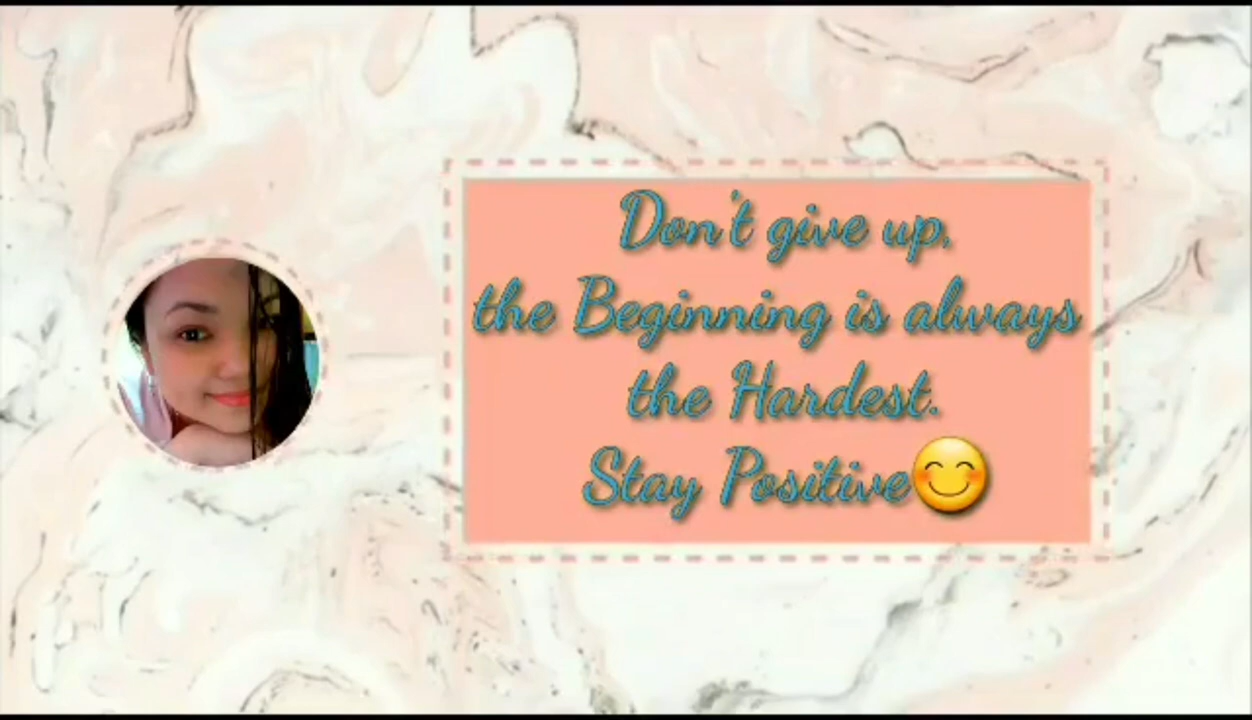 Don't give up,
the Beginning is always
the Hardest.
Stay Positive😊